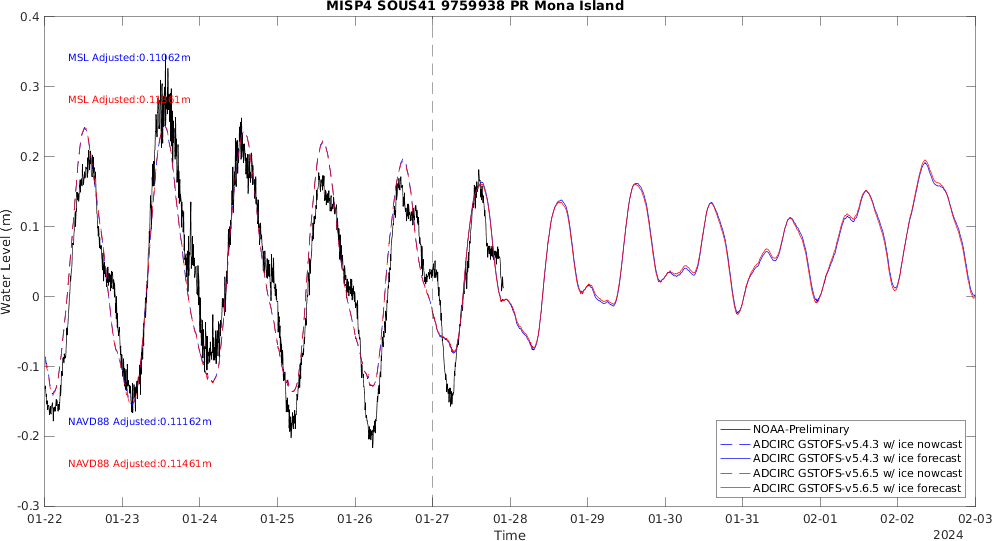 MISP4 SOUS41 9759938 PR Mona Island
0.4
0.3
0.2
0.1
0
-0.1
-0.2
-0.3
Water Level (m)
MSL Adjusted:0.11062m
MSL Adjusted:
NAVD88 Adjusted:0.11162m
NAVD88 Adjusted:0.11461m
NOAA-Preliminary
ADCIRC GSTOFS-v5.4.3 w/ ice nowcast
ADCIRC GSTOFS-v5.4.3 w/ ice forecast
ADCIRC GSTOFS-v5.6.5 w/ ice nowcast
ADCIRC GSTOFS-v5.6.5 w/ ice forecast
01-22 01-23 01-24 01-25 01-26 01-27 01-28 01-29 01-30 01-31 02-01 02-02 02-03
Time
2024